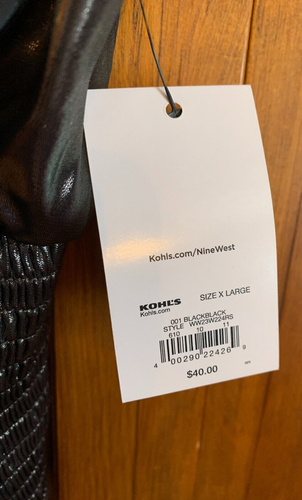 Kohls.com/NineWest
KOHL'S SIZE X LARGE
Kohls.com
001 BLACKBLACK
STYLE WW23W224RS
610 10 11
4 00290 22426 9
$40.00